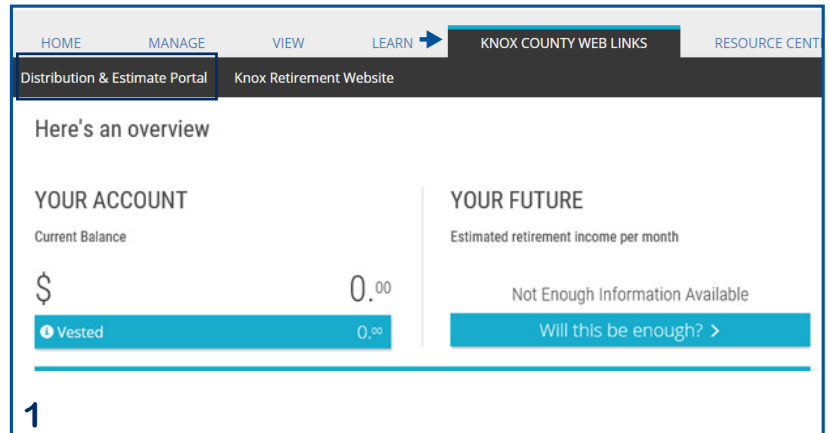 HOME MANAGE VIEW LEARN KNOX COUNTY WEB LINKS RESOURCE CENT
Distribution & Estimate Portal Knox Retirement Website
Here's an overview
YOUR ACCOUNT
Current Balance
$ 0.00
Vested 0.00
YOUR FUTURE
Estimated retirement income per month
Not Enough Information Available
Will this be enough? >
1